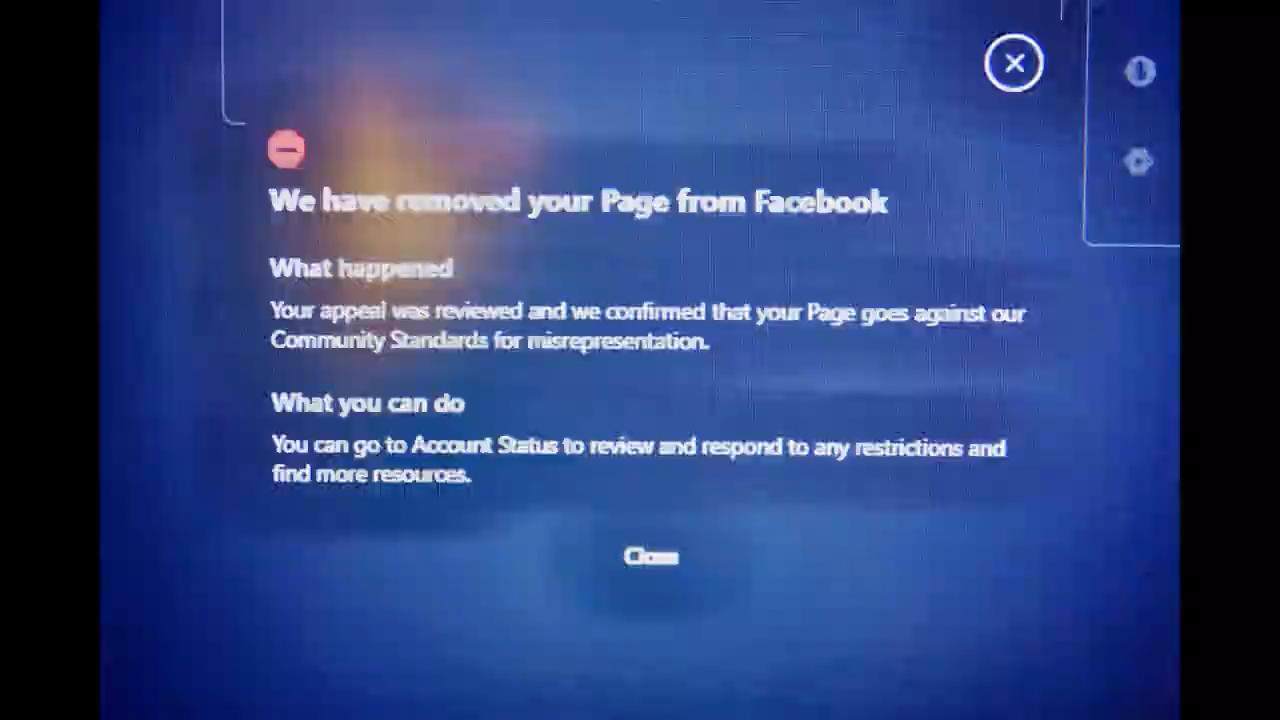 We have removed your Page from Facebook
What happened
Your appeal was reviewed and we confirmed that your Page goes against our
Community Standards for misrepresentation.
What you can do
You can go to Account Status to review and respond to any restrictions and
find more resources.
Close